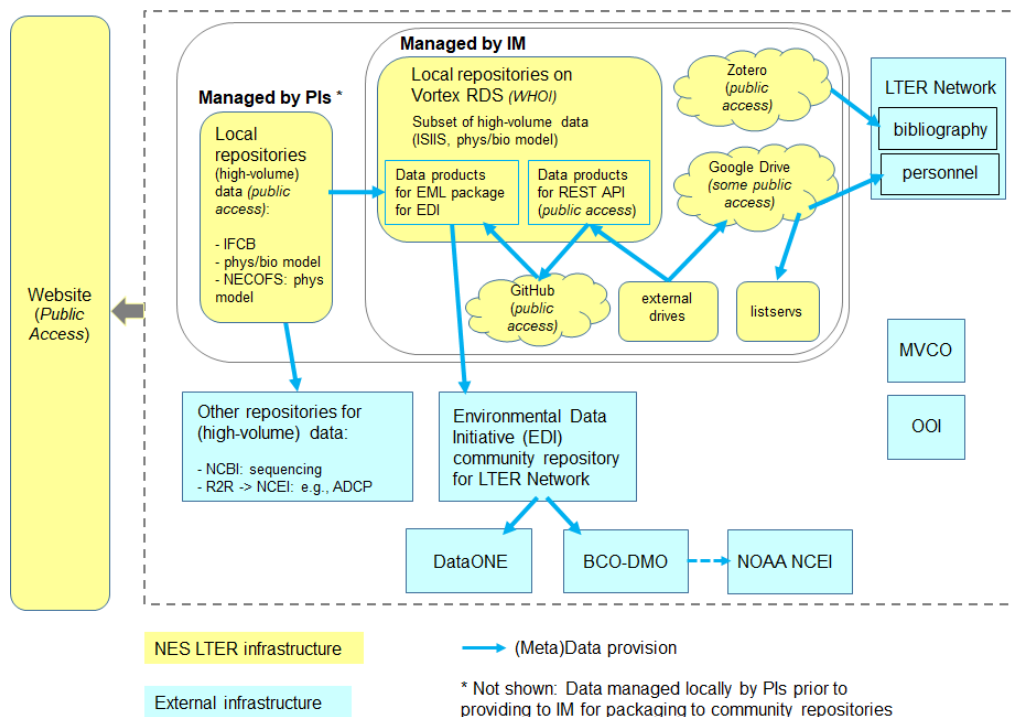 Website
(Public
Access)
Managed by PIs *
Local
repositories
(high-volume)
data (public
access):
- IFCB
- phys/bio model
- NECOFS: phys
model
Managed by IM
Local repositories on
Vortex RDS (WHOI)
Subset of high-volume data
(ISIIS, phys/bio model)
Data products
for EML package
for EDI
Data products
for REST API
(public access)
Zotero
(public
access)
Google Drive
(some public
access)
GitHub
(public
access)
external
drives
listservs
LTER Network
bibliography
personnel
MVCO
OOI
Other repositories for
(high-volume) data:
- NCBI: sequencing
- R2R -> NCEI: e.g., ADCP
Environmental Data
Initiative (EDI)
community repository
for LTER Network
DataONE
BCO-DMO
NOAA NCEI
NES LTER infrastructure
External infrastructure
(Meta)Data provision
* Not shown: Data managed locally by PIs prior to
providing to IM for packaging to community repositories